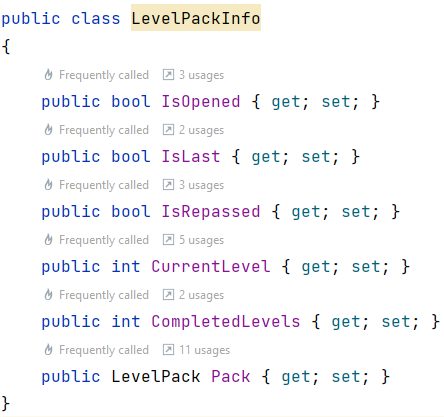 public class LevelPackInfo
{
Frequently called 3 usages
public bool IsOpened { get; set; }
Frequently called 2 usages
public bool IsLast { get; set; }
Frequently called 3 usages
public bool IsRepassed { get; set; }
Frequently called 5 usages
public int CurrentLevel { get; set; }
Frequently called 2 usages
public int CompletedLevels { get; set; }
Frequently called 11 usages
public LevelPack Pack { get; set; }
}